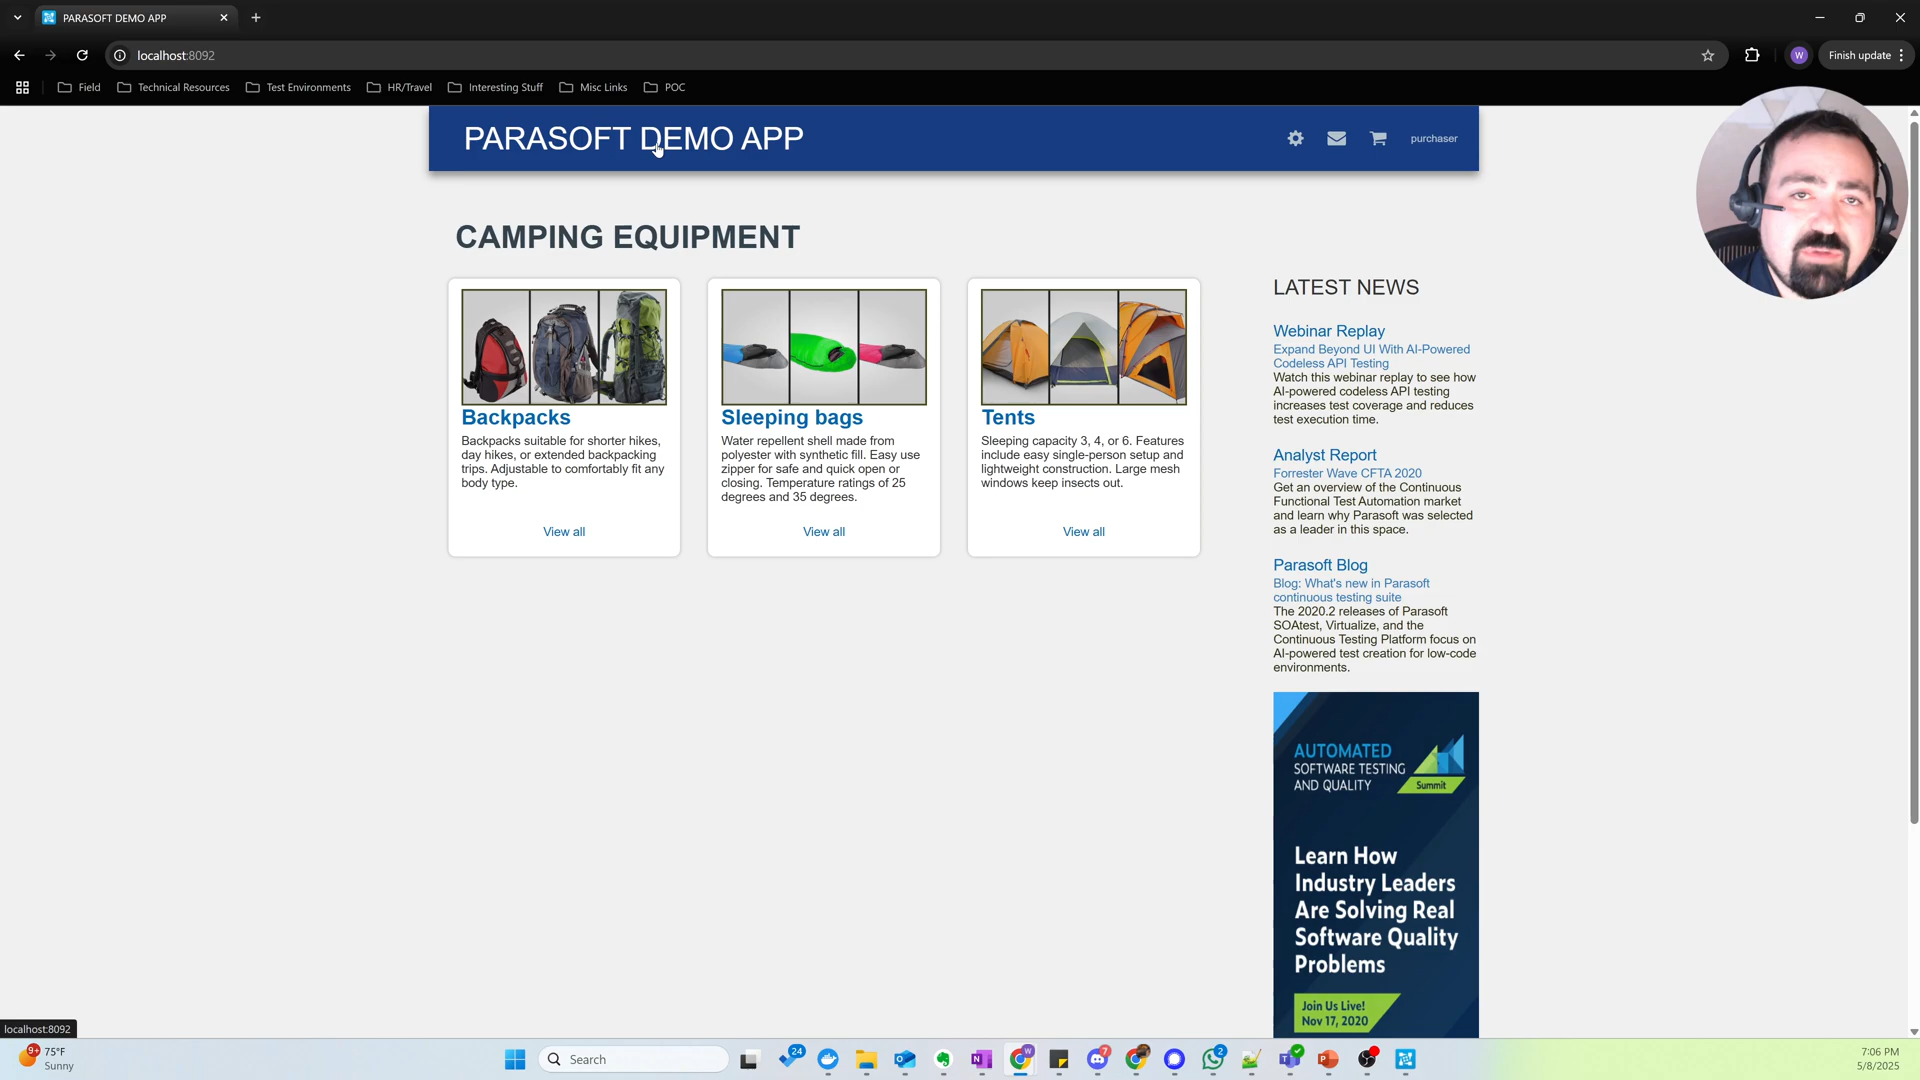 PARASOFT DEMO APP
localhost:8092
W
Finish update
Field
Technical Resources
Test Environments
HR/Travel
Interesting Stuff
Misc Links
POC
PARASOFT DEMO APP
purchaser
CAMPING EQUIPMENT
Backpacks
Backpacks suitable for shorter hikes,
day hikes, or extended backpacking
trips. Adjustable to comfortably fit any
body type.
View all
Sleeping bags
Water repellent shell made from
polyester with synthetic fill. Easy use
zipper for safe and quick open or
closing. Temperature ratings of 25
degrees and 35 degrees.
View all
Tents
Sleeping capacity 3, 4, or 6. Features
include easy single-person setup and
lightweight construction. Large mesh
windows keep insects out.
View all
LATEST NEWS
Webinar Replay
Expand Beyond UI With AI-Powered
Codeless API Testing
Watch this webinar replay to see how
AI-powered codeless API testing
increases test coverage and reduces
test execution time.
Analyst Report
Forrester Wave CFTA 2020
Get an overview of the Continuous
Functional Test Automation market
and learn why Parasoft was selected
as a leader in this space.
Parasoft Blog
Blog: What's new in Parasoft
continuous testing suite
The 2020.2 releases of Parasoft
SOAtest, Virtualize, and the
Continuous Testing Platform focus on
AI-powered test creation for low-code
environments.
AUTOMATED
SOFTWARE TESTING
AND QUALITY
Summit
Learn How
Industry Leaders
Are Solving Real
Software Quality
Problems
Join Us Live!
Nov 17, 2020
localhost:8092
9+
75°F
Sunny
Search
24
W
7
2
7:06 PM
5/8/2025